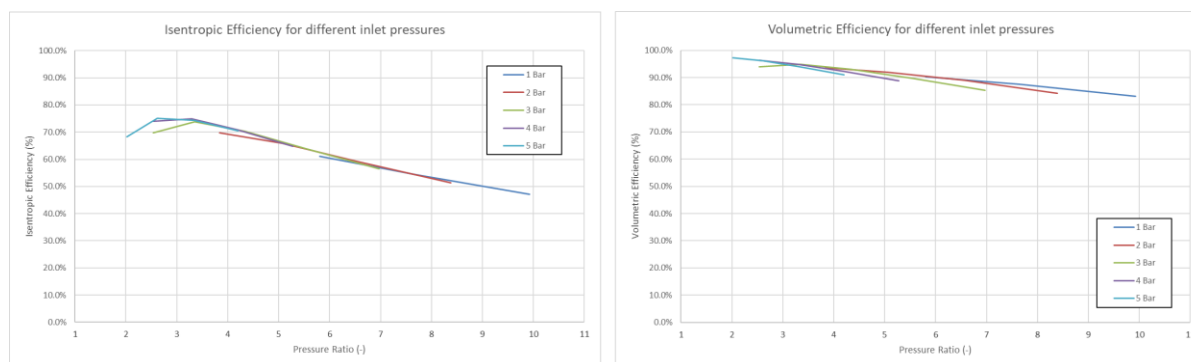 Isentropic Efficiency for different inlet pressures
100.0%
90.0%
80.0%
70.0%
60.0%
50.0%
40.0%
30.0%
20.0%
10.0%
0.0%
Isentropic Efficiency (%)
1 Bar
2 Bar
3 Bar
4 Bar
5 Bar
1 2 3 4 5 6 7 8 9 10 11
Pressure Ratio (-)
Volumetric Efficiency for different inlet pressures
100.0%
90.0%
80.0%
70.0%
60.0%
50.0%
40.0%
30.0%
20.0%
10.0%
0.0%
Volumetric Efficiency (%)
1 Bar
2 Bar
3 Bar
4 Bar
5 Bar
1 2 3 4 5 6 7 8 9 10
Pressure Ratio (-)